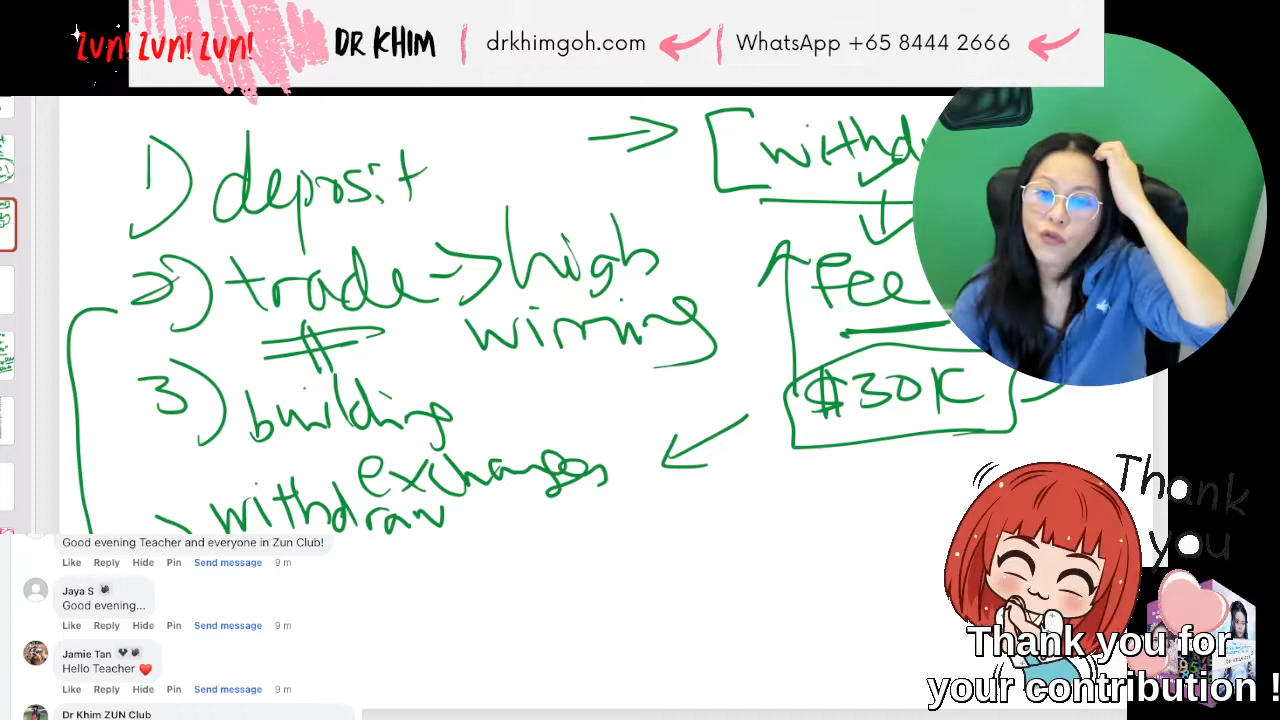 zun! zun! zun!
DR KHIM
drkhimgoh.com
WhatsApp +65 8444 2666
1) deposit
→ [withd
2) trade → high
winning
fee
3) building
exchanges
$30K
withdraw
Good evening Teacher and everyone in Zun Club!
Like Reply Hide Pin Send message 9 m
Jaya S
Good evening...
Like Reply Hide Pin Send message 9 m
Jamie Tan
Hello Teacher ❤️
Like Reply Hide Pin Send message 9 m
Dr Khim ZUN Club
Thank you
Thank you for
your contribution !